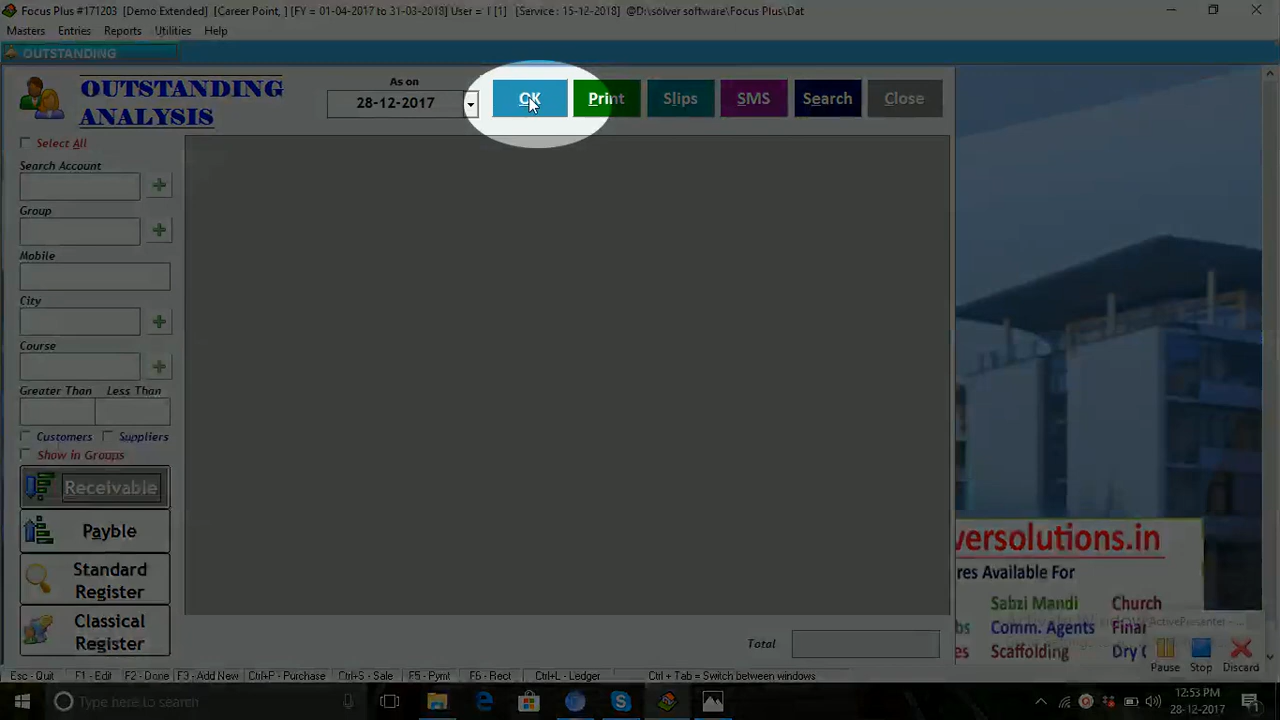 Focus Plus #171203 [Demo Extended] [Career Point, ] [FY = 01-04-2017 to 31-03-2018] User = I [1] [Service : 15-12-2018] @D:\solver software\Focus Plus\Dat
Masters Entries Reports Utilities Help
OUTSTANDING
OUTSTANDING
ANALYSIS
As on
28-12-2017
OK
Print
Slips
SMS
Search
Close
Select All
Search Account
Group
Mobile
City
Course
Greater Than Less Than
Customers Suppliers
Show in Groups
Receivable
Payble
Standard
Register
Classical
Register
Total
versolutions.in
res Available For
Sabzi Mandi Church
bs Comm. Agents Finar
es Scaffolding Dry C
ActivePresenter -...
Pause Stop Discard
Esc - Quit F1 - Edit F2 - Done F3 - Add New Ctrl+P - Purchase Ctrl+S - Sale F5 - Pymt F6 - Rect Ctrl+L - Ledger Ctrl + Tab = Switch between windows
Type here to search
12:53 PM
28-12-2017
1